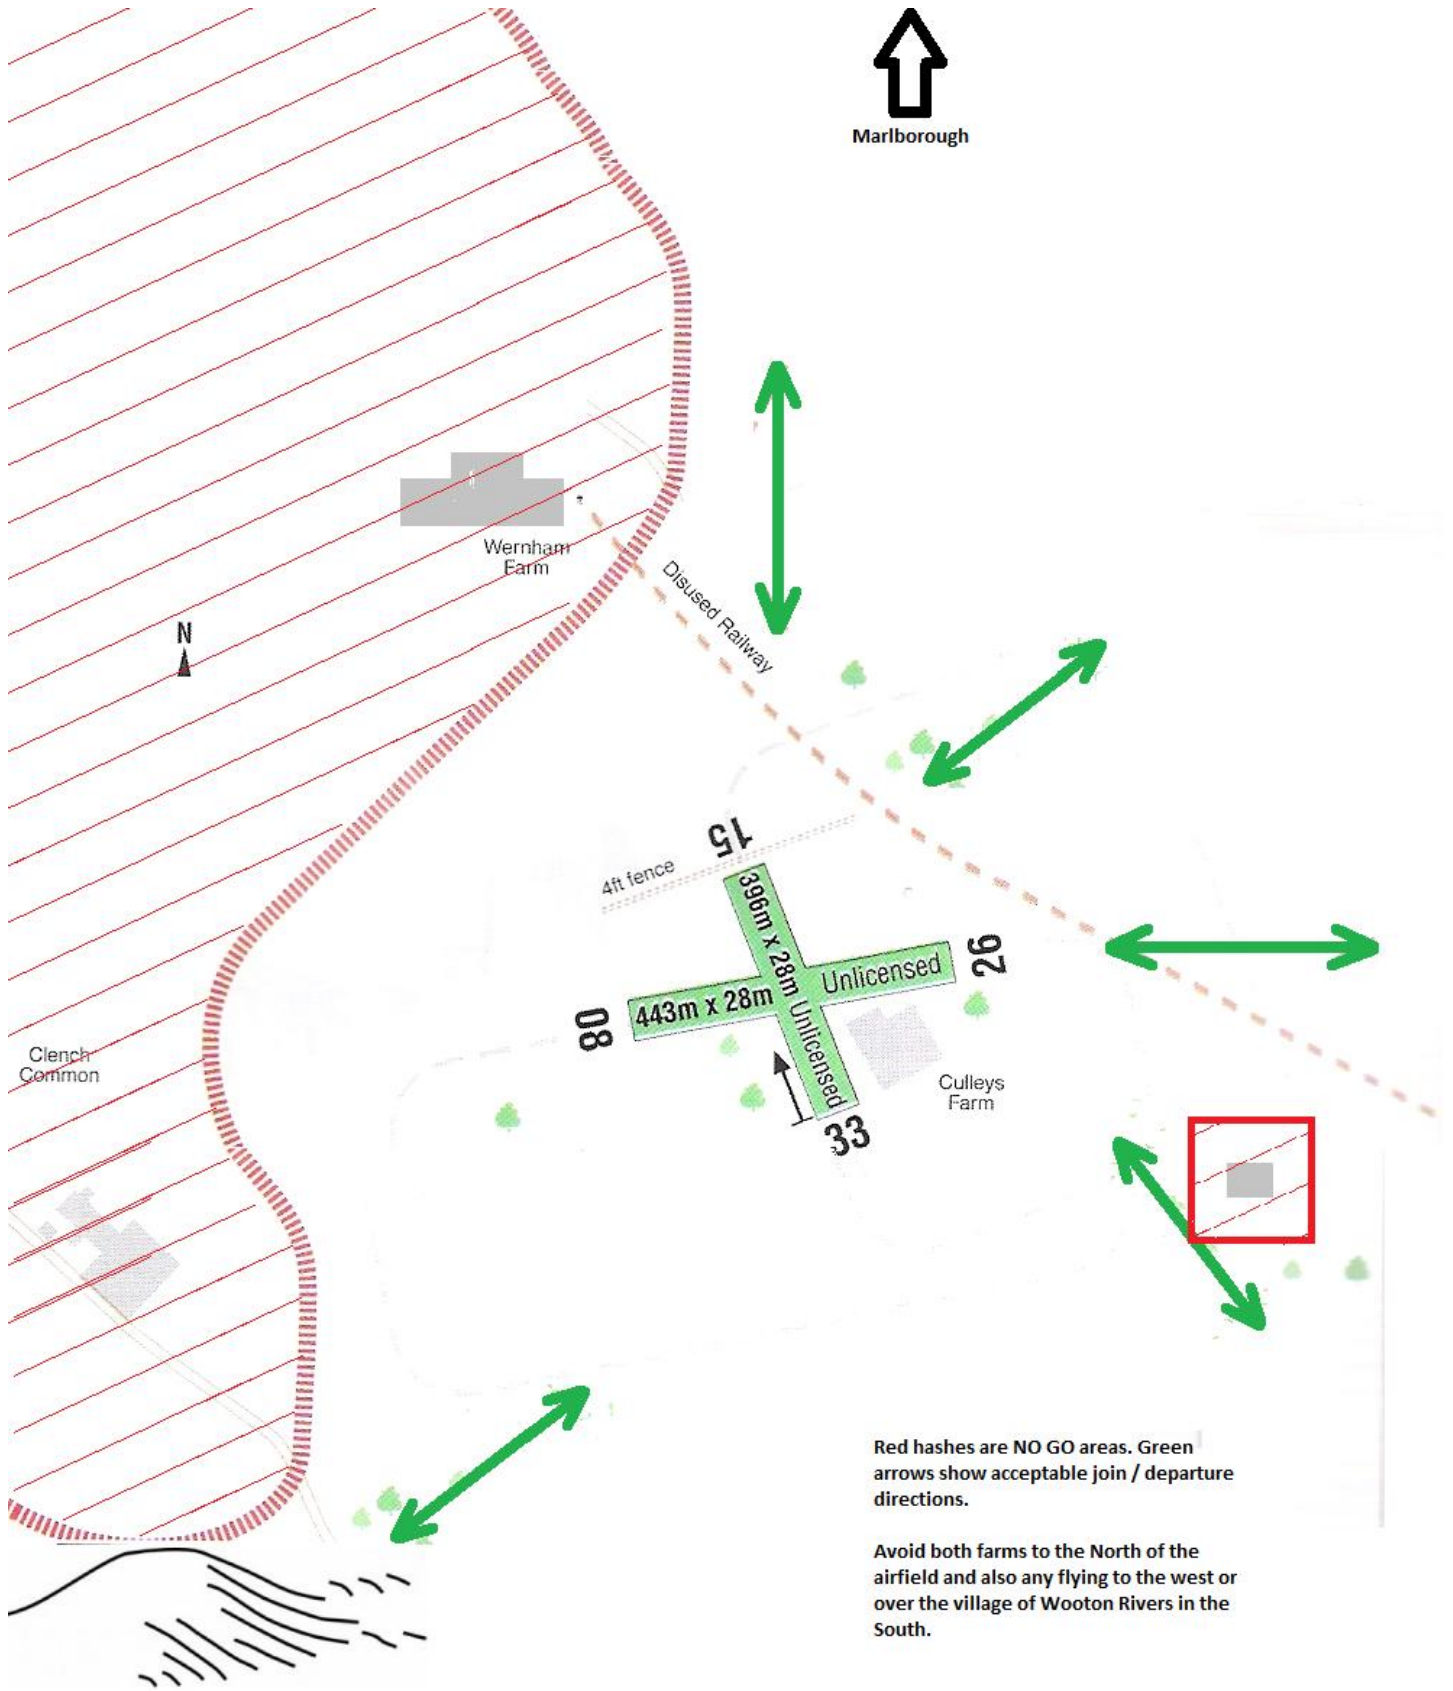 Marlborough
Wernham
Farm
Disused Railway
N
15
4ft fence
396m x 28m Unlicensed
26
Unlicensed
443m x 28m
08
Clench
Common
Culleys
Farm
33
Red hashes are NO GO areas. Green
arrows show acceptable join / departure
directions.
Avoid both farms to the North of the
airfield and also any flying to the west or
over the village of Wooton Rivers in the
South.